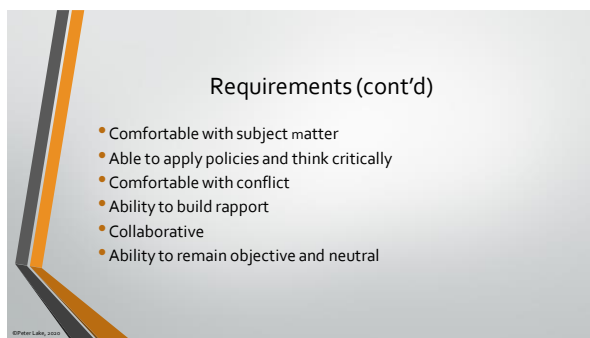 Requirements (cont’d)
• Comfortable with subject matter
• Able to apply policies and think critically
• Comfortable with conflict
• Ability to build rapport
• Collaborative
• Ability to remain objective and neutral
©Peter Lake, 2020